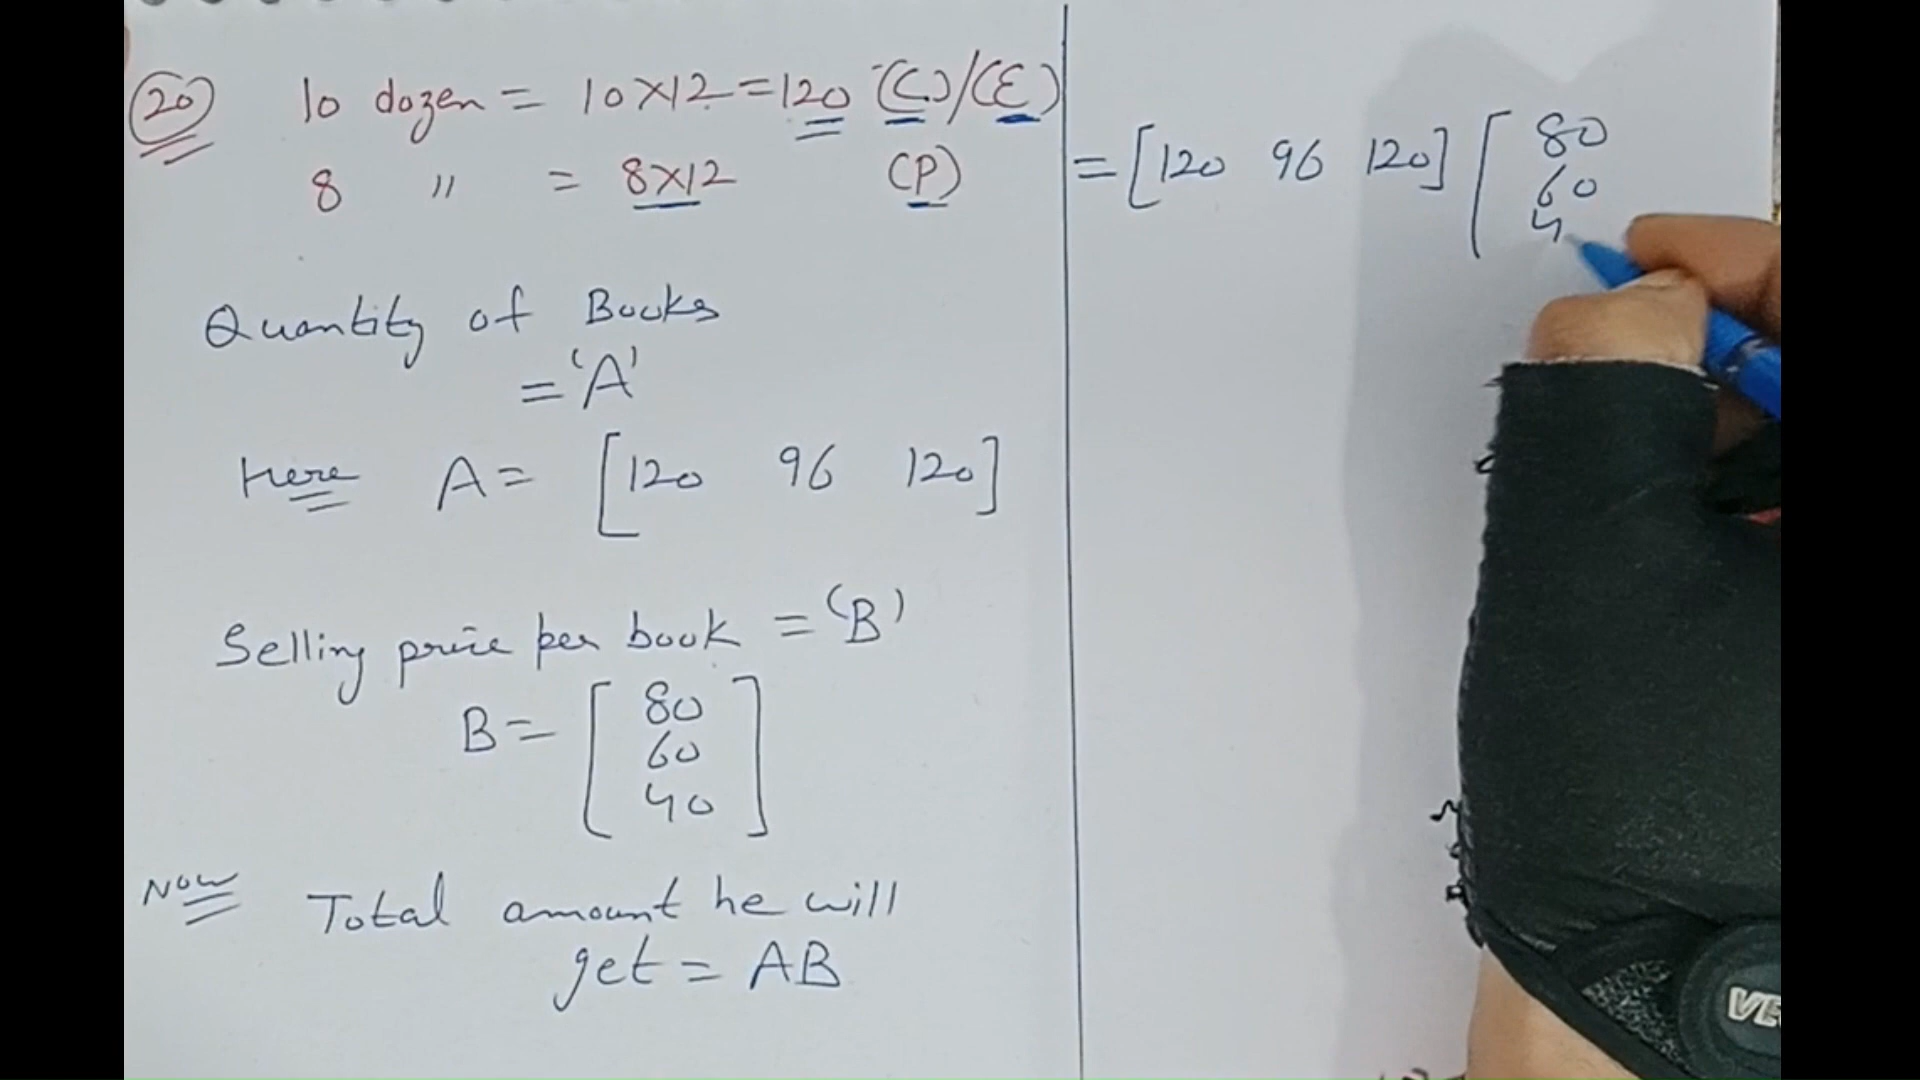 20 10 dozen = 10×12 = 120 (C)/(E)
8 " = 8×12 (P)
Quantity of Books
= 'A'
Here A = [120 96 120]
Selling price per book = 'B'
B = [80
60
40]
Now Total amount he will
get = AB
= [120 96 120] [80
60
4
VE